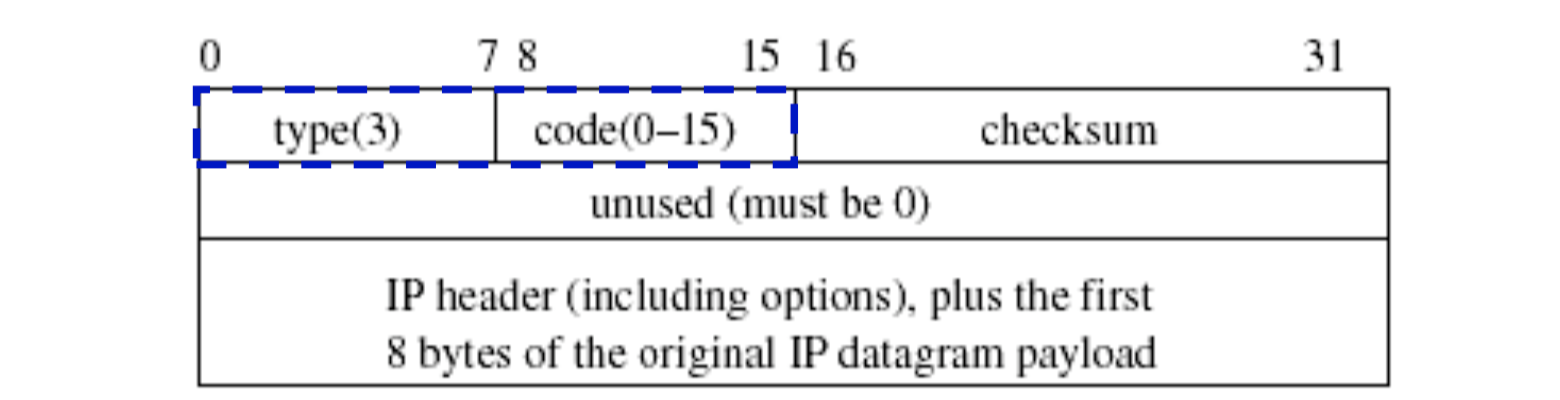 0 7 8 15 16 31
type(3) code(0–15) checksum
unused (must be 0)
IP header (including options), plus the first
8 bytes of the original IP datagram payload